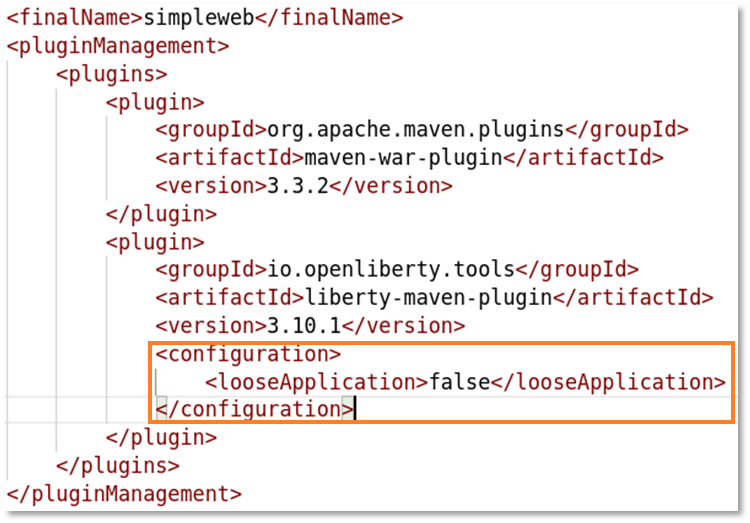 <finalName>simpleweb</finalName>
<pluginManagement>
    <plugins>
        <plugin>
            <groupId>org.apache.maven.plugins</groupId>
            <artifactId>maven-war-plugin</artifactId>
            <version>3.3.2</version>
        </plugin>
        <plugin>
            <groupId>io.openliberty.tools</groupId>
            <artifactId>liberty-maven-plugin</artifactId>
            <version>3.10.1</version>
            <configuration>
                <looseApplication>false</looseApplication>
            </configuration>
        </plugin>
    </plugins>
</pluginManagement>